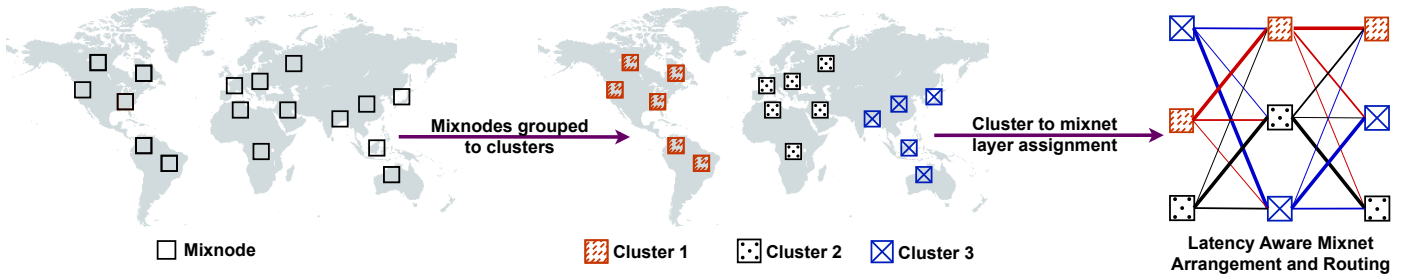 Mixnodes grouped
to clusters
Cluster to mixnet
layer assignment
Mixnode
Cluster 1
Cluster 2
Cluster 3
Latency Aware Mixnet
Arrangement and Routing